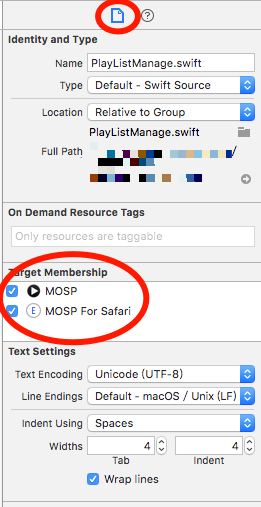 Identity and Type
Name PlayListManage.swift
Type Default - Swift Source
Location Relative to Group
PlayListManage.swift
Full Path /
On Demand Resource Tags
Only resources are taggable
Target Membership
MOSP
E MOSP For Safari
Text Settings
Text Encoding Unicode (UTF-8)
Line Endings Default - macOS / Unix (LF)
Indent Using Spaces
Widths 4 4
Tab Indent
Wrap lines